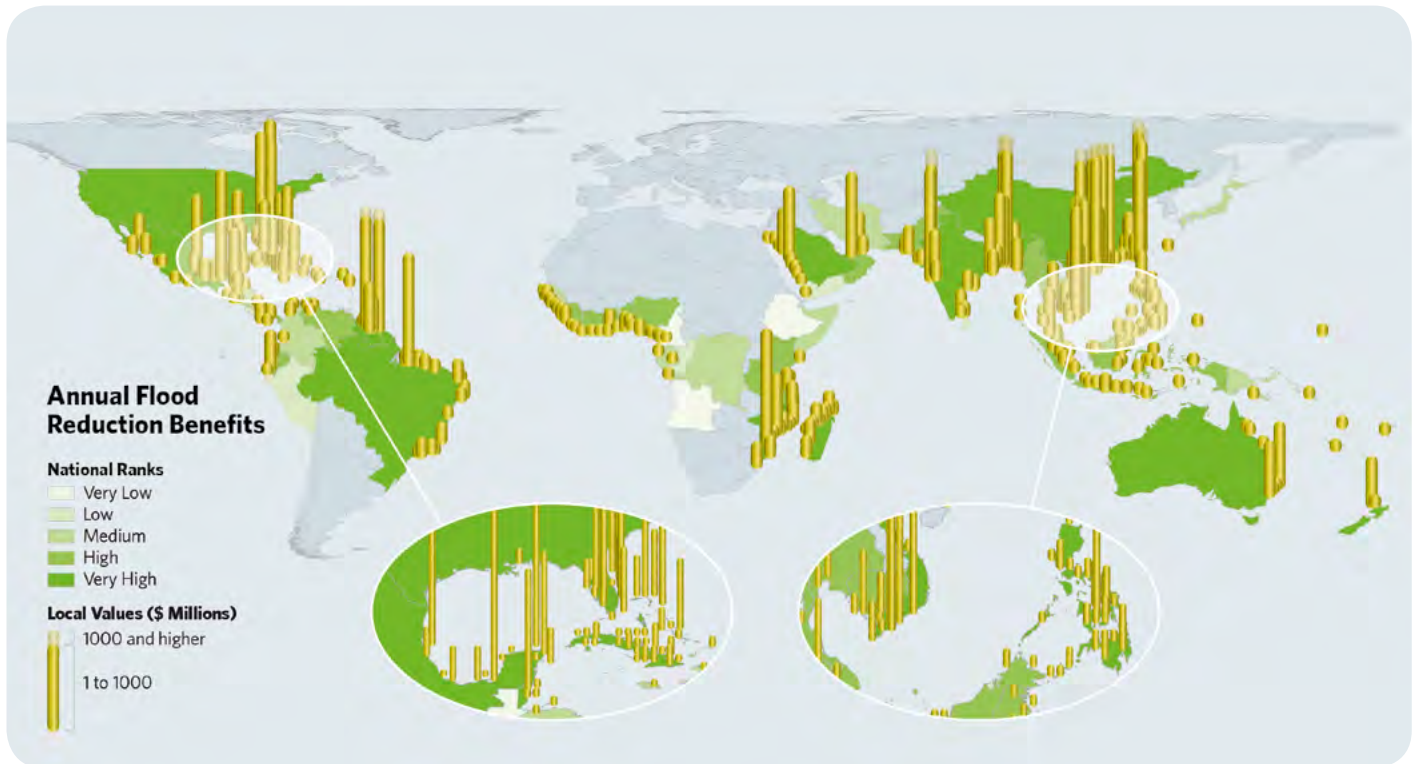 Annual Flood
Reduction Benefits
National Ranks
Very Low
Low
Medium
High
Very High
Local Values ($ Millions)
1000 and higher
1 to 1000